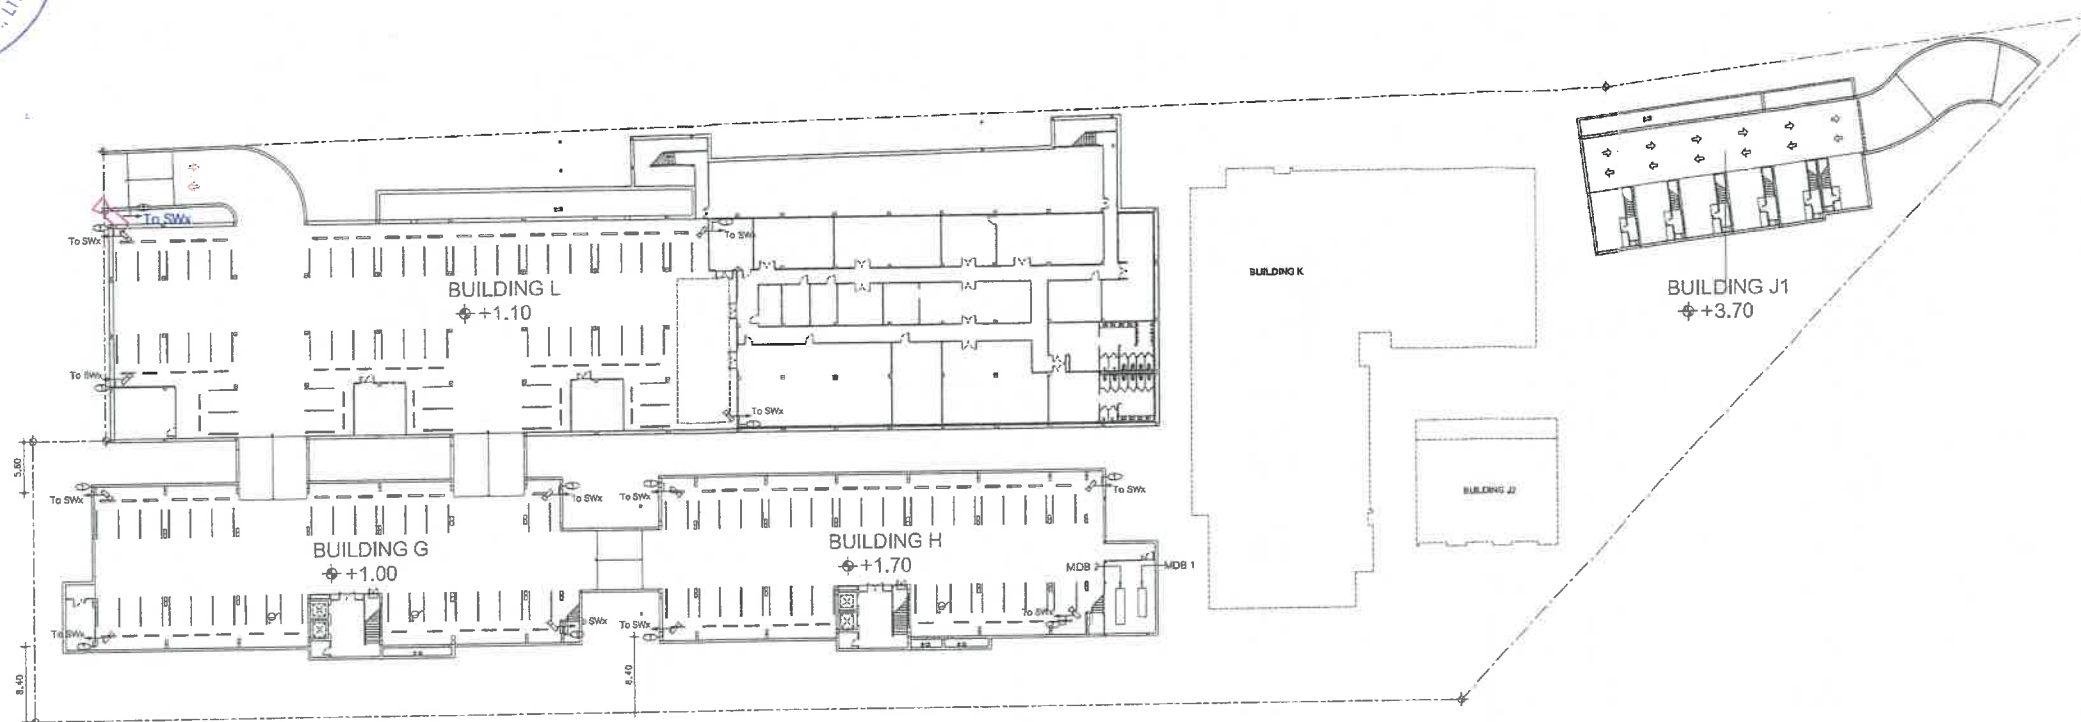 To SWx
To SWx
To SWx
BUILDING L
+1.10
To SWx
To SWx
BUILDING K
BUILDING J1
+3.70
5.60
To SWx
To SWx
To SWx
To SWx
BUILDING G
+1.00
BUILDING H
+1.70
MDB 2
MDB 1
BUILDING J2
To SWx
SWx
To SWx
To SWx
8.40
8.40